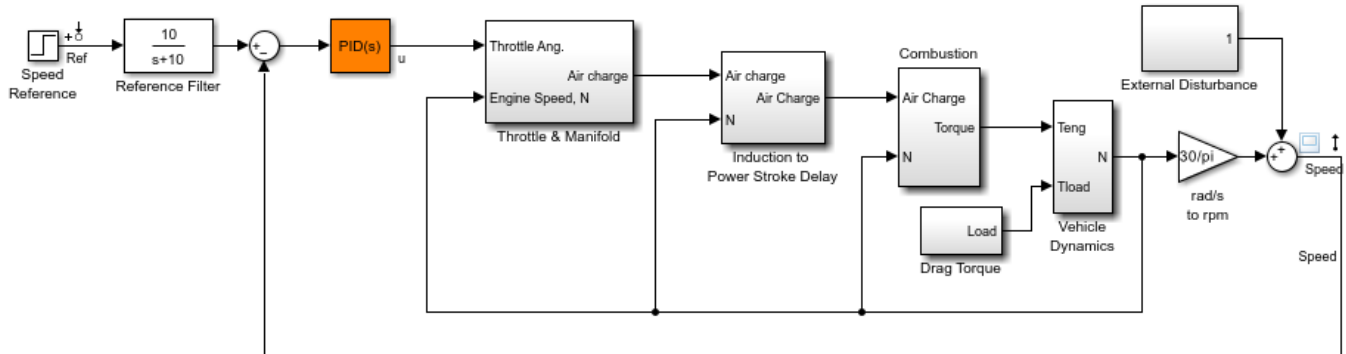 Ref
Speed
Reference
10
s+10
Reference Filter
+
−
PID(s)
u
Throttle Ang.
Air charge
Engine Speed, N
Throttle & Manifold
Air charge
Air Charge
N
Induction to
Power Stroke Delay
Combustion
Air Charge
Torque
N
Load
Drag Torque
Teng
N
Tload
Vehicle
Dynamics
30/pi
rad/s
to rpm
1
External Disturbance
+
+
Speed
Speed